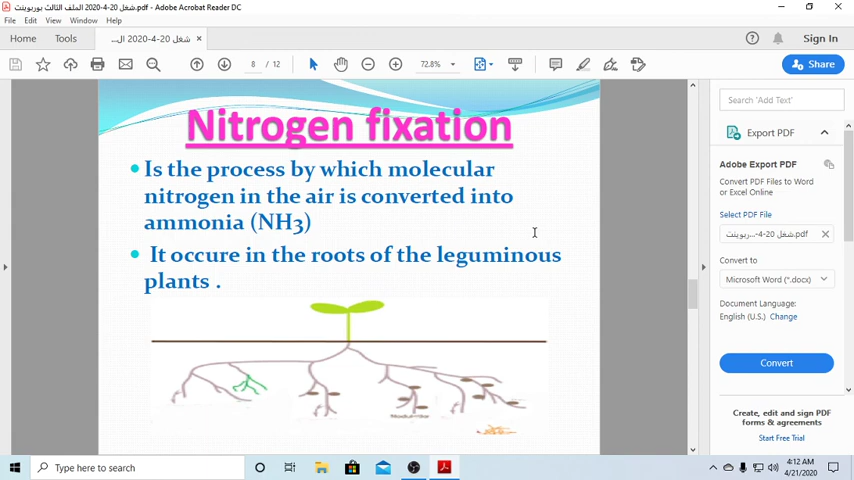 شغل 20-4-2020 الملف الثالث بوربوينت.pdf - Adobe Acrobat Reader DC
File Edit View Window Help
Home Tools شغل 20-4-2020 ال... × Sign In
8 / 12 72.8% Share
Nitrogen fixation
Is the process by which molecular
nitrogen in the air is converted into
ammonia (NH3)
It occure in the roots of the leguminous
plants .
Search 'Add Text'
Export PDF
Adobe Export PDF
Convert PDF Files to Word
or Excel Online
Select PDF File
شغل 20-4...وربوينت.pdf
Convert to
Microsoft Word (*.docx)
Document Language:
English (U.S.) Change
Convert
Create, edit and sign PDF
forms & agreements
Start Free Trial
Type here to search
4:12 AM
4/21/2020